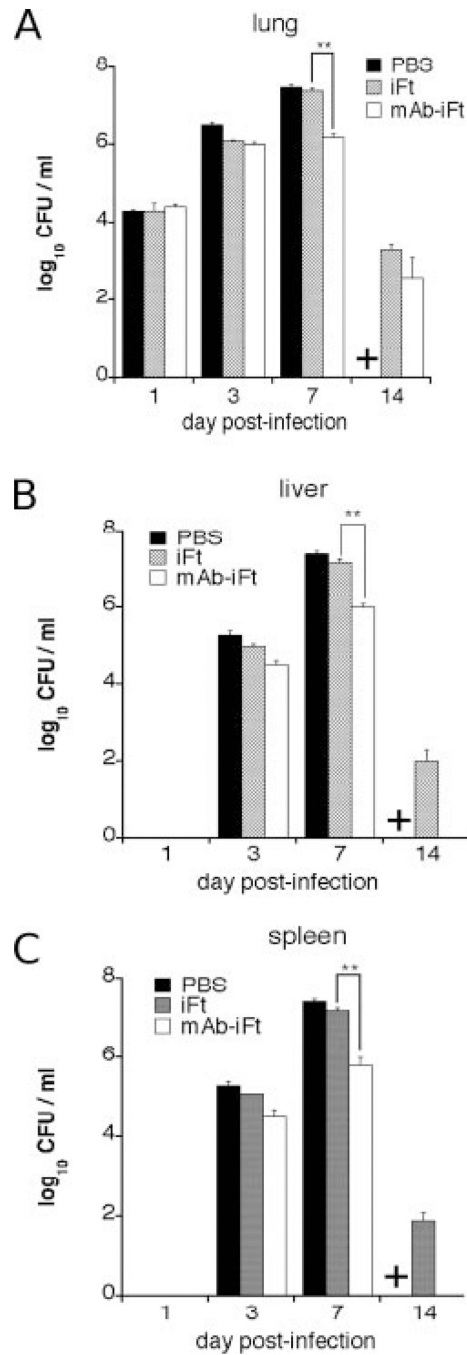 A
lung
**
PBS
iFt
mAb-iFt
log10 CFU / ml
8
6
4
2
0
+
1 3 7 14
day post-infection
B
liver
**
PBS
iFt
mAb-iFt
log10 CFU / ml
8
6
4
2
0
+
1 3 7 14
day post-infection
C
spleen
**
PBS
iFt
mAb-iFt
log10 CFU / ml
8
6
4
2
0
+
1 3 7 14
day post-infection